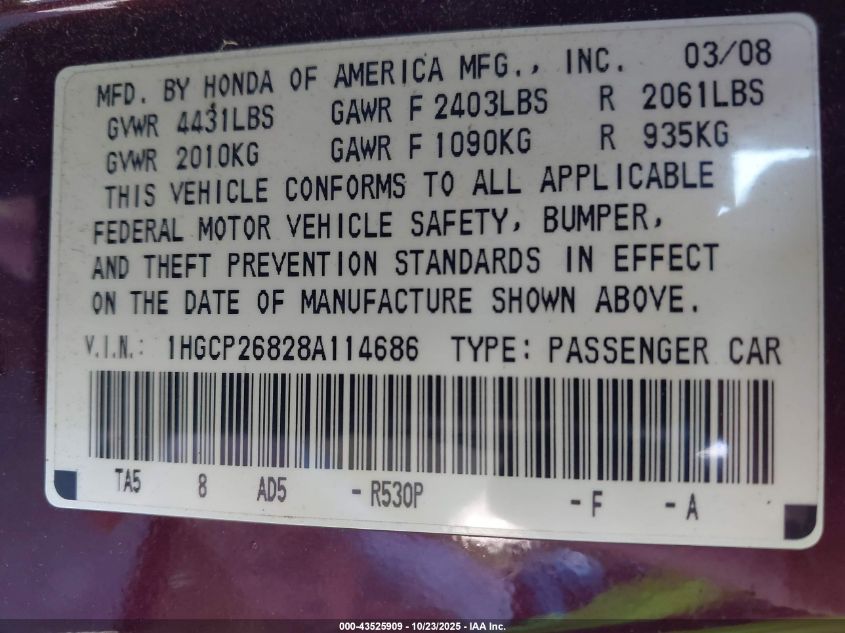 MFD. BY HONDA OF AMERICA MFG., INC. 03/08
GVWR 4431LBS GAWR F 2403LBS R 2061LBS
GVWR 2010KG GAWR F 1090KG R 935KG
THIS VEHICLE CONFORMS TO ALL APPLICABLE
FEDERAL MOTOR VEHICLE SAFETY, BUMPER,
AND THEFT PREVENTION STANDARDS IN EFFECT
ON THE DATE OF MANUFACTURE SHOWN ABOVE.
V.I.N.: 1HGCP26828A114686 TYPE: PASSENGER CAR
TA5 8 AD5 - R530P - F - A
000-43525909 - 10/23/2025 - IAA Inc.